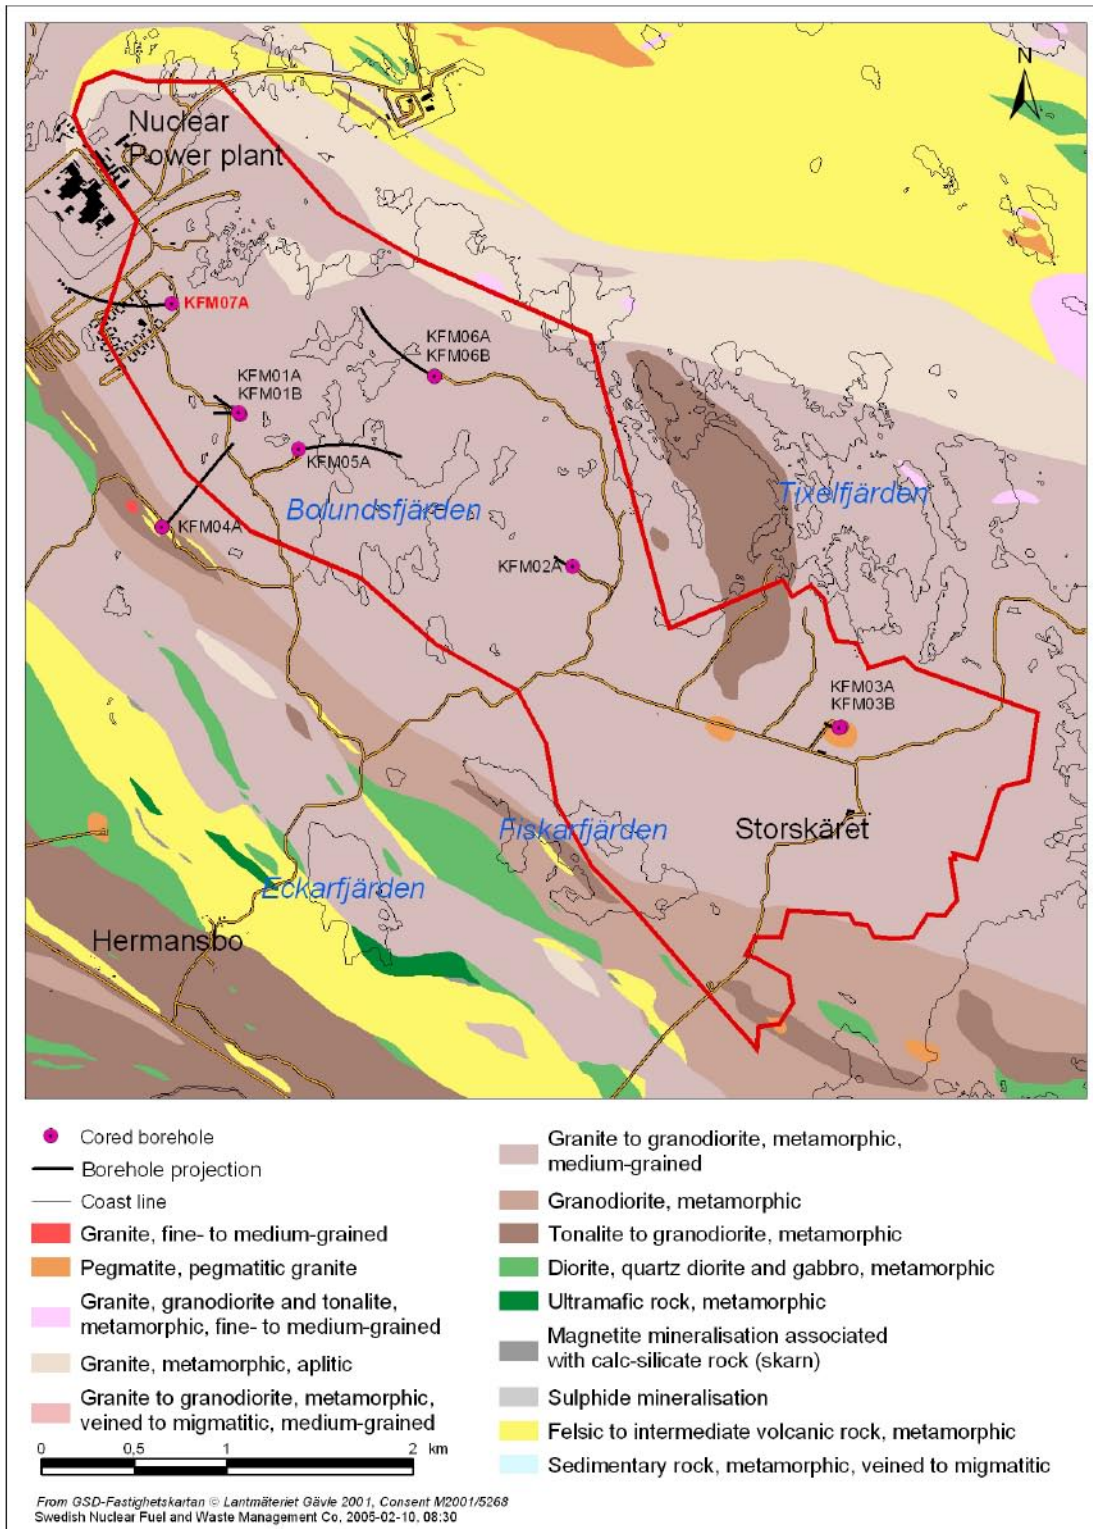 N
Nuclear
Power plant
KFM07A
KFM06A
KFM06B
KFM01A
KFM01B
KFM05A
Bolundsfjärden
Tixelfjärden
KFM04A
KFM02A
KFM03A
KFM03B
Fiskarfjärden
Storskäret
Eckarfjärden
Hermansbo
Cored borehole
Borehole projection
Coast line
Granite, fine- to medium-grained
Pegmatite, pegmatitic granite
Granite, granodiorite and tonalite,
metamorphic, fine- to medium-grained
Granite, metamorphic, aplitic
Granite to granodiorite, metamorphic,
veined to migmatitic, medium-grained
0 0,5 1 2 km
Granite to granodiorite, metamorphic,
medium-grained
Granodiorite, metamorphic
Tonalite to granodiorite, metamorphic
Diorite, quartz diorite and gabbro, metamorphic
Ultramafic rock, metamorphic
Magnetite mineralisation associated
with calc-silicate rock (skarn)
Sulphide mineralisation
Felsic to intermediate volcanic rock, metamorphic
Sedimentary rock, metamorphic, veined to migmatitic
From GSD-Fastighetskartan © Lantmäteriet Gävle 2001, Consent M2001/5268
Swedish Nuclear Fuel and Waste Management Co, 2005-02-10, 08:30